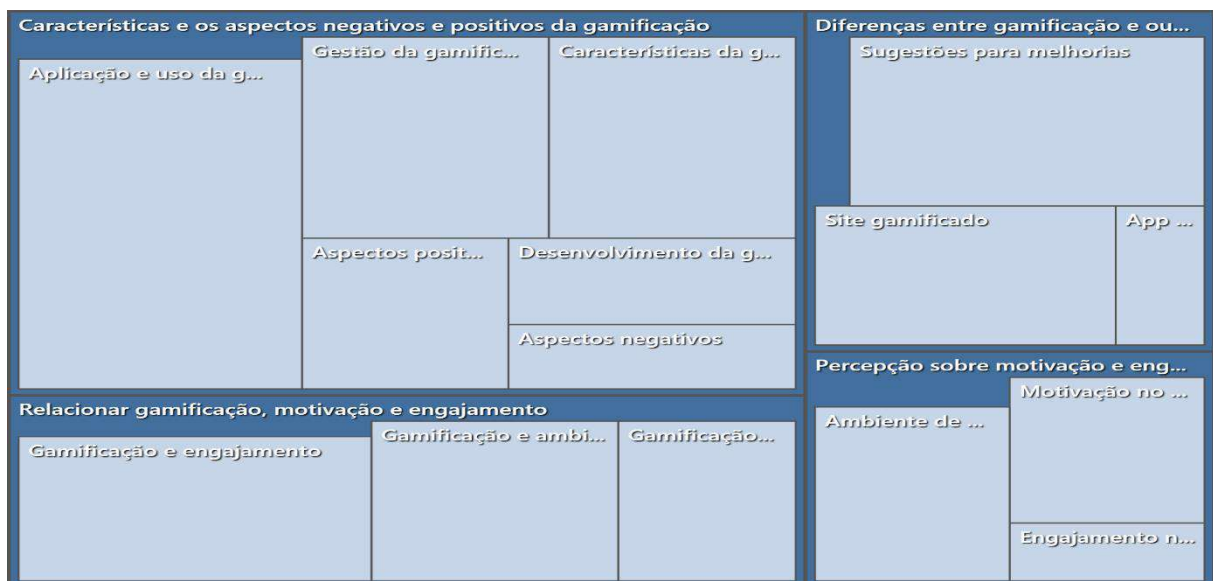 Características e os aspectos negativos e positivos da gamificação
Aplicação e uso da g...
Gestão da gamific...
Características da g...
Aspectos posit...
Desenvolvimento da g...
Aspectos negativos
Diferenças entre gamificação e ou...
Sugestões para melhorias
Site gamificado
App ...
Relacionar gamificação, motivação e engajamento
Gamificação e engajamento
Gamificação e ambi...
Gamificação...
Percepção sobre motivação e eng...
Ambiente de ...
Motivação no ...
Engajamento n...